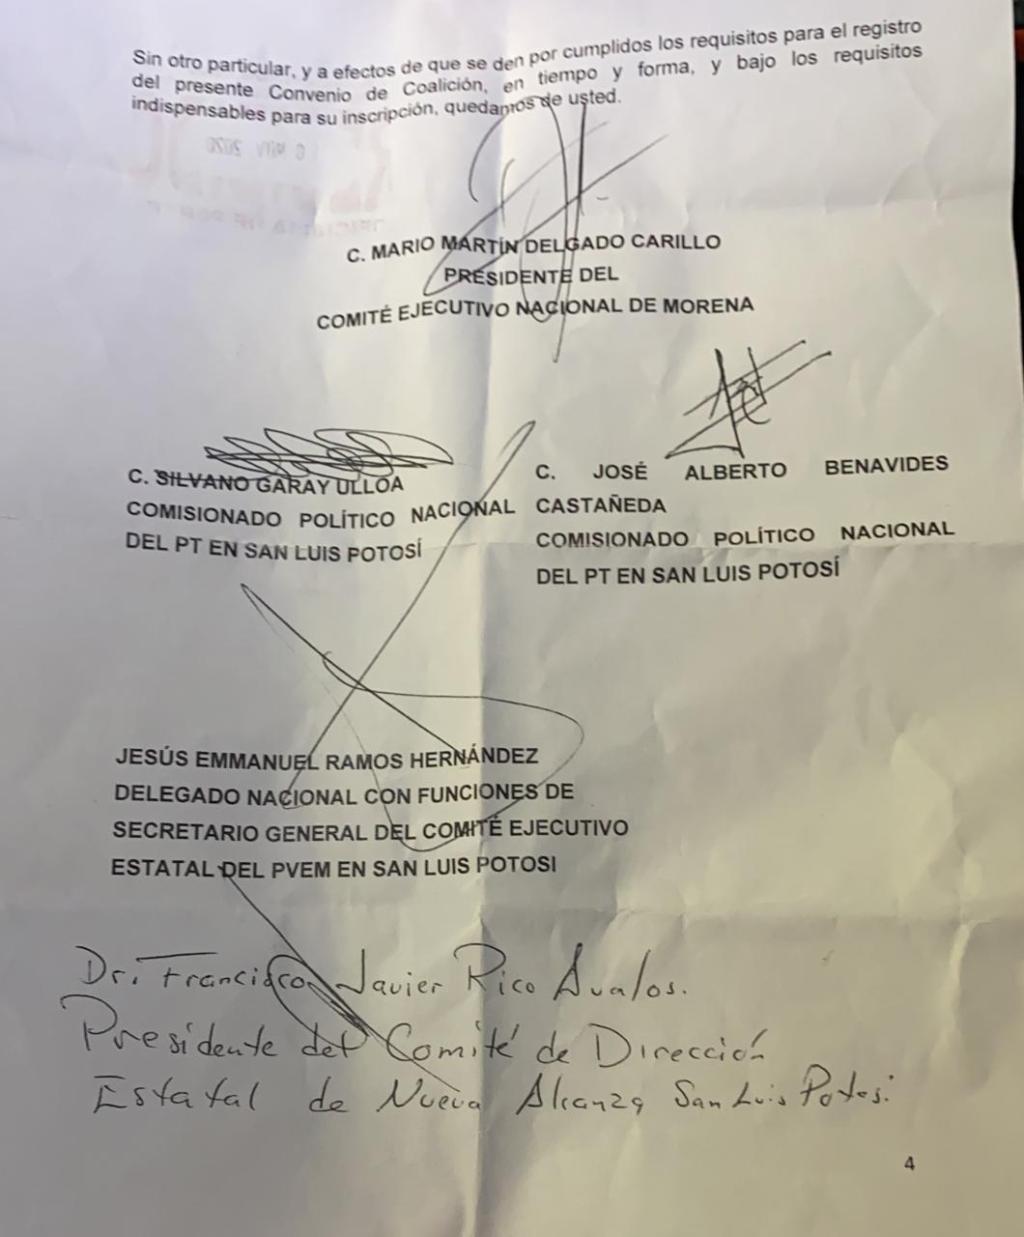 Sin otro particular, y a efectos de que se den por cumplidos los requisitos para el registro
del presente Convenio de Coalición, en tiempo y forma, y bajo los requisitos
indispensables para su inscripción, quedamos de usted.
C. MARIO MARTÍN DELGADO CARILLO
PRESIDENTE DEL
COMITÉ EJECUTIVO NACIONAL DE MORENA
C. SILVANO GARAY ULLOA
COMISIONADO POLÍTICO NACIONAL
DEL PT EN SAN LUIS POTOSÍ
C. JOSÉ ALBERTO BENAVIDES
CASTAÑEDA
COMISIONADO POLÍTICO NACIONAL
DEL PT EN SAN LUIS POTOSÍ
JESÚS EMMANUEL RAMOS HERNÁNDEZ
DELEGADO NACIONAL CON FUNCIONES DE
SECRETARIO GENERAL DEL COMITÉ EJECUTIVO
ESTATAL DEL PVEM EN SAN LUIS POTOSI
Dr. Francisco Javier Rico Avalos.
Presidente del Comité de Dirección
Estatal de Nueva Alianza San Luis Potosí
4